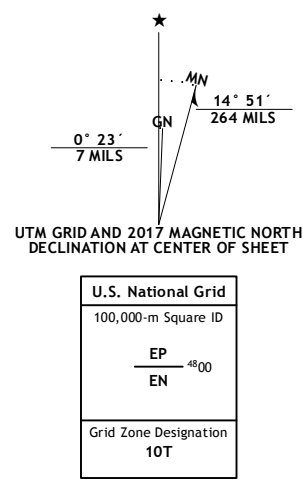 ★
MN
GN
14° 51´
264 MILS
0° 23´
7 MILS
UTM GRID AND 2017 MAGNETIC NORTH
DECLINATION AT CENTER OF SHEET
U.S. National Grid
100,000-m Square ID
EP
⁴⁸00
EN
Grid Zone Designation
10T